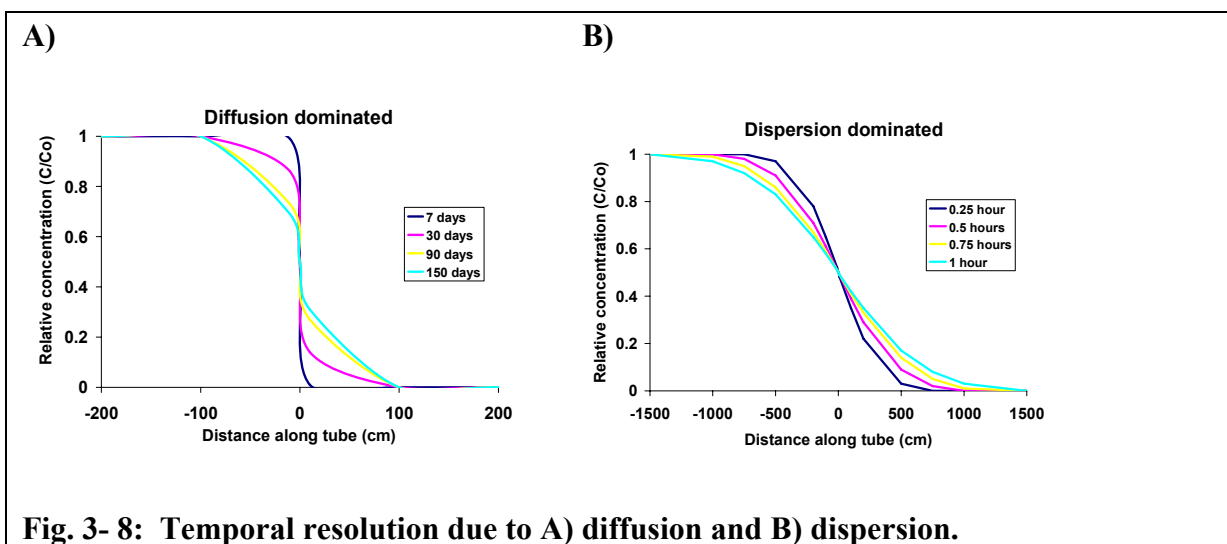 A)
Diffusion dominated
1
0.8
0.6
0.4
0.2
0
Relative concentration (C/Co)
-200
-100
0
100
200
Distance along tube (cm)
7 days
30 days
90 days
150 days
B)
Dispersion dominated
1
0.8
0.6
0.4
0.2
0
Relative concentration (C/Co)
-1500
-1000
-500
0
500
1000
1500
Distance along tube (cm)
0.25 hour
0.5 hours
0.75 hours
1 hour
Fig. 3- 8: Temporal resolution due to A) diffusion and B) dispersion.